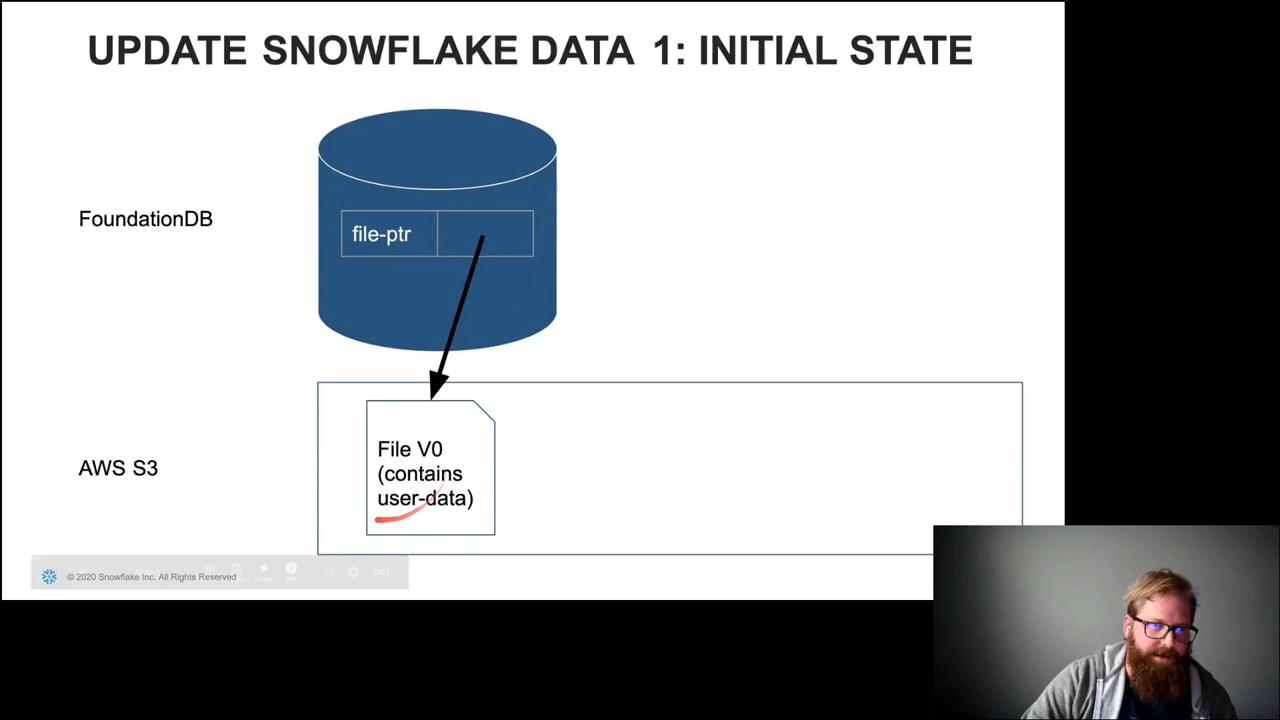 UPDATE SNOWFLAKE DATA 1: INITIAL STATE
FoundationDB
file-ptr
AWS S3
File V0
(contains
user-data)
© 2020 Snowflake Inc. All Rights Reserved
EXIT